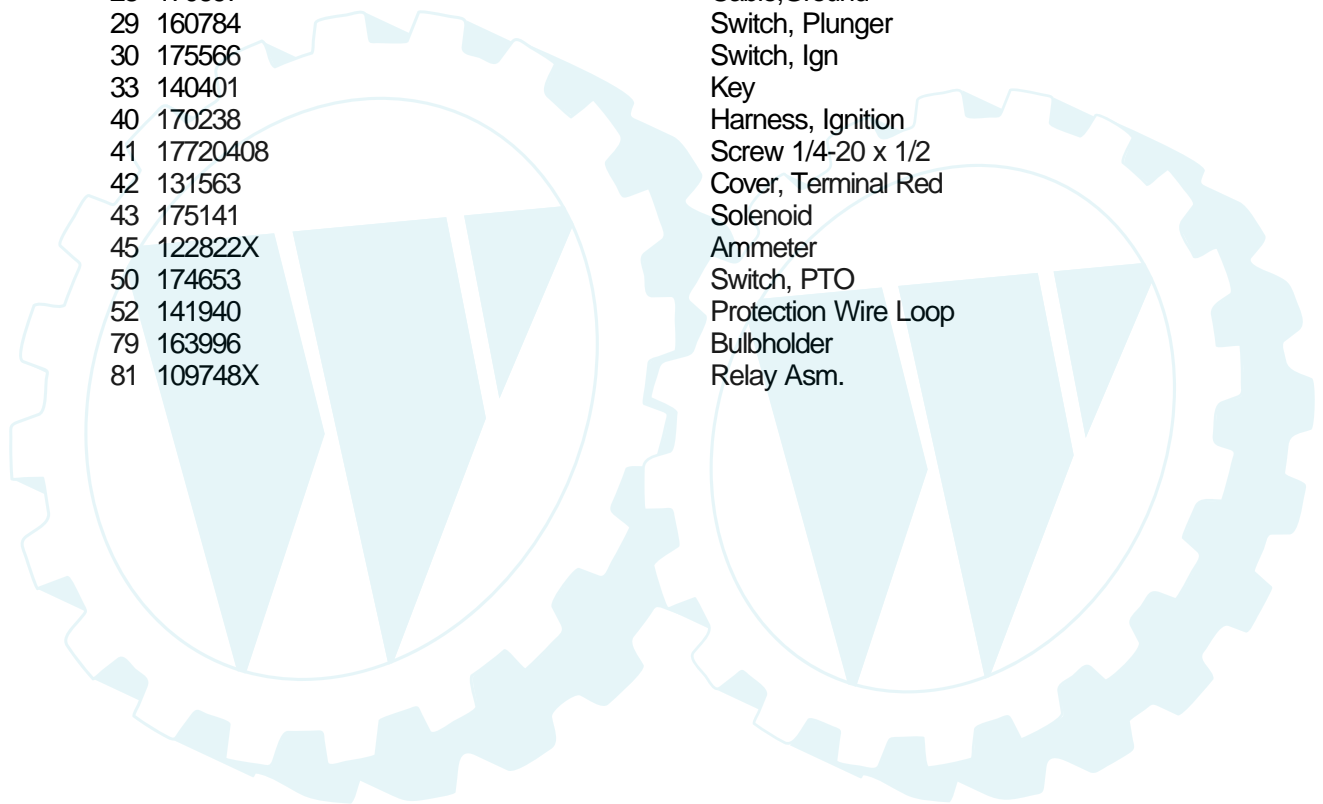 29 160784 Switch, Plunger
30 175566 Switch, Ign
33 140401 Key
40 170238 Harness, Ignition
41 17720408 Screw 1/4-20 x 1/2
42 131563 Cover, Terminal Red
43 175141 Solenoid
45 122822X Ammeter
50 174653 Switch, PTO
52 141940 Protection Wire Loop
79 163996 Bulbholder
81 109748X Relay Asm.